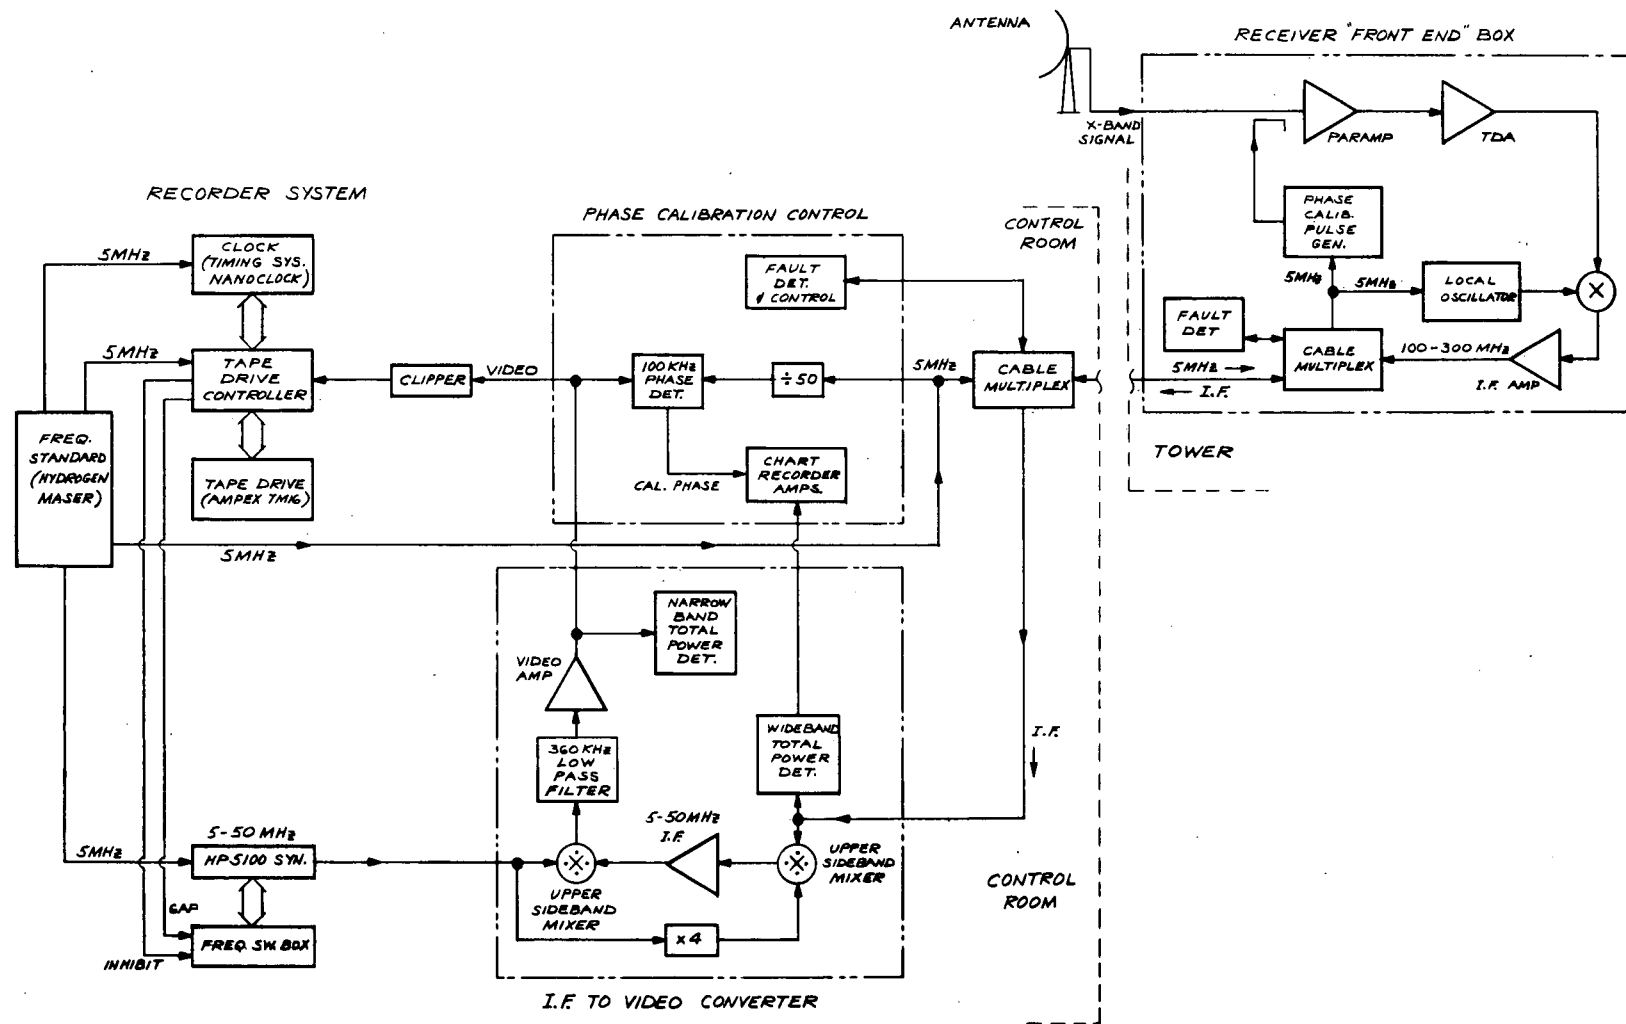 ANTENNA
RECEIVER "FRONT END" BOX
X-BAND
SIGNAL
PARAMP
TDA
RECORDER SYSTEM
PHASE CALIBRATION CONTROL
CONTROL
ROOM
PHASE
CALIB.
PULSE
GEN.
5MHz
CLOCK
(TIMING SYS.
NANOCLOCK)
FAULT
DET.
& CONTROL
5MHz
5MHz
LOCAL
OSCILLATOR
X
FAULT
DET
CABLE
MULTIPLEX
100-300 MHz
I.F. AMP
5MHz
TAPE
DRIVE
CONTROLLER
CLIPPER
VIDEO
100 KHz
PHASE
DET.
÷50
5MHz
CABLE
MULTIPLEX
5MHz →
← I.F.
TOWER
FREQ.
STANDARD
(HYDROGEN
MASER)
TAPE DRIVE
(AMPEX TM16)
CAL. PHASE
CHART
RECORDER
AMPS.
5MHz
NARROW
BAND
TOTAL
POWER
DET.
VIDEO
AMP
360 KHz
LOW
PASS
FILTER
WIDEBAND
TOTAL
POWER
DET.
I.F.
5-50 MHz
5MHz
HP5100 SYN.
5-50MHz
I.F.
X
X
UPPER
SIDEBAND
MIXER
UPPER
SIDEBAND
MIXER
CONTROL
ROOM
GAP
FREQ. SW. BOX
INHIBIT
x4
I.F. TO VIDEO CONVERTER